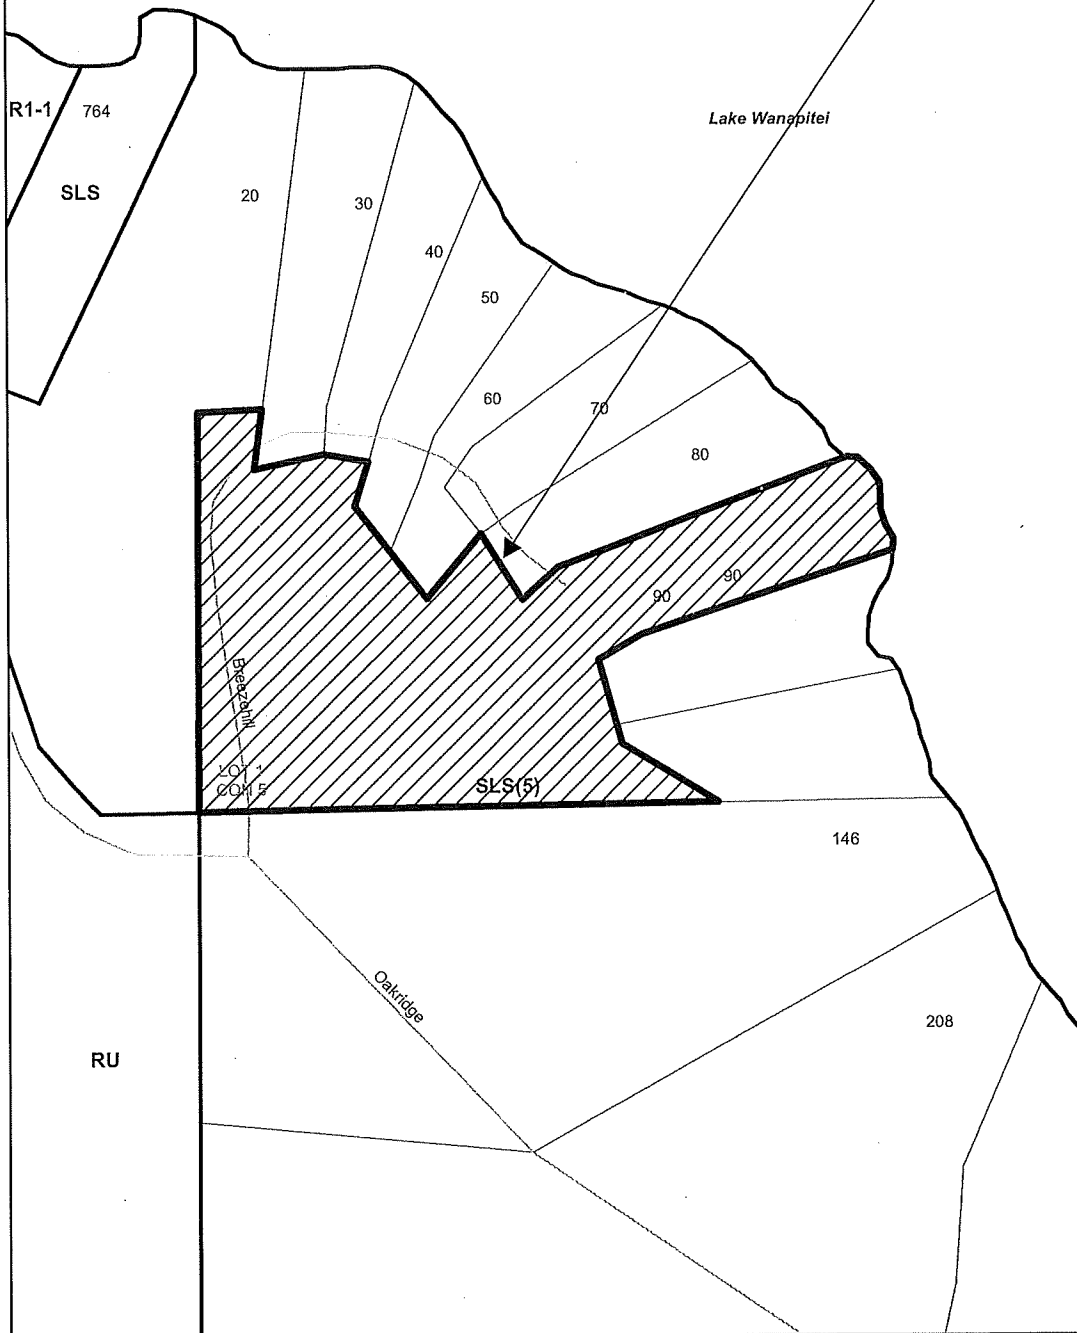 R1-1
764
Lake Wanapitei
SLS
20
30
40
50
60
70
80
90
90
Breezehill
LOT 1
CON 5
SLS(5)
146
Oakridge
208
RU